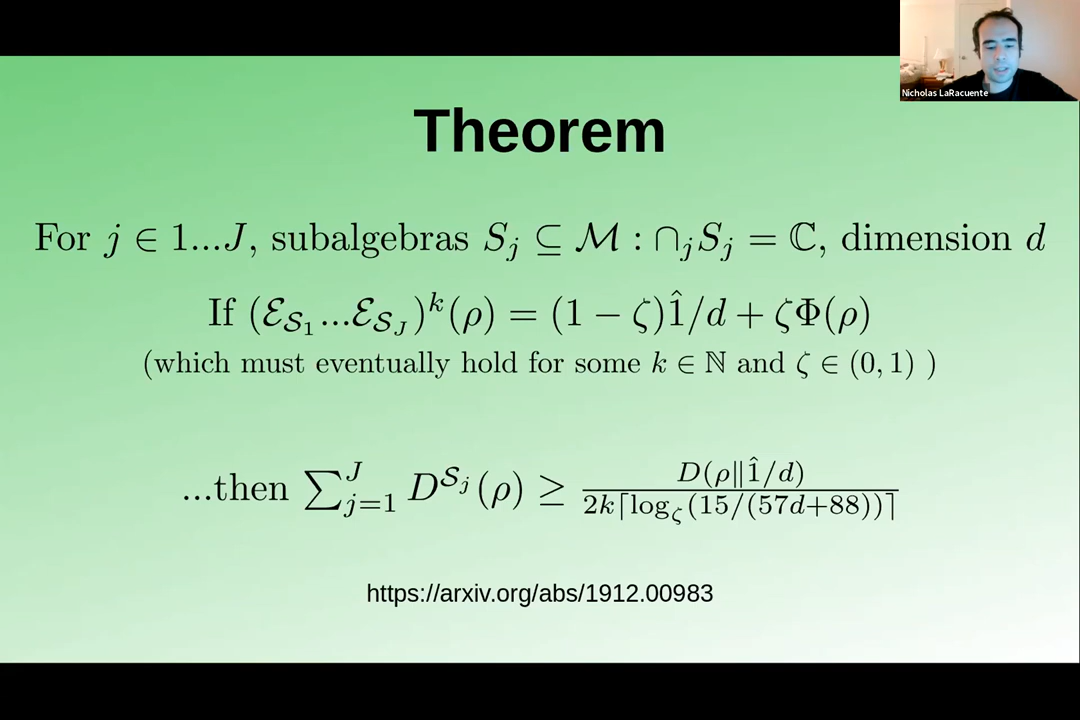 Nicholas LaRacuente
Theorem
For j ∈ 1...J, subalgebras S_j ⊆ ℳ : ∩_j S_j = ℂ, dimension d
If (ℰ_{𝒮_1}...ℰ_{𝒮_J})^k(ρ) = (1 − ζ)1̂/d + ζΦ(ρ)
(which must eventually hold for some k ∈ ℕ and ζ ∈ (0, 1) )
...then ∑_{j=1}^{J} D^{𝒮_j}(ρ) ≥ D(ρ‖1̂/d) / 2k⌈log_ζ(15/(57d+88))⌉
https://arxiv.org/abs/1912.00983